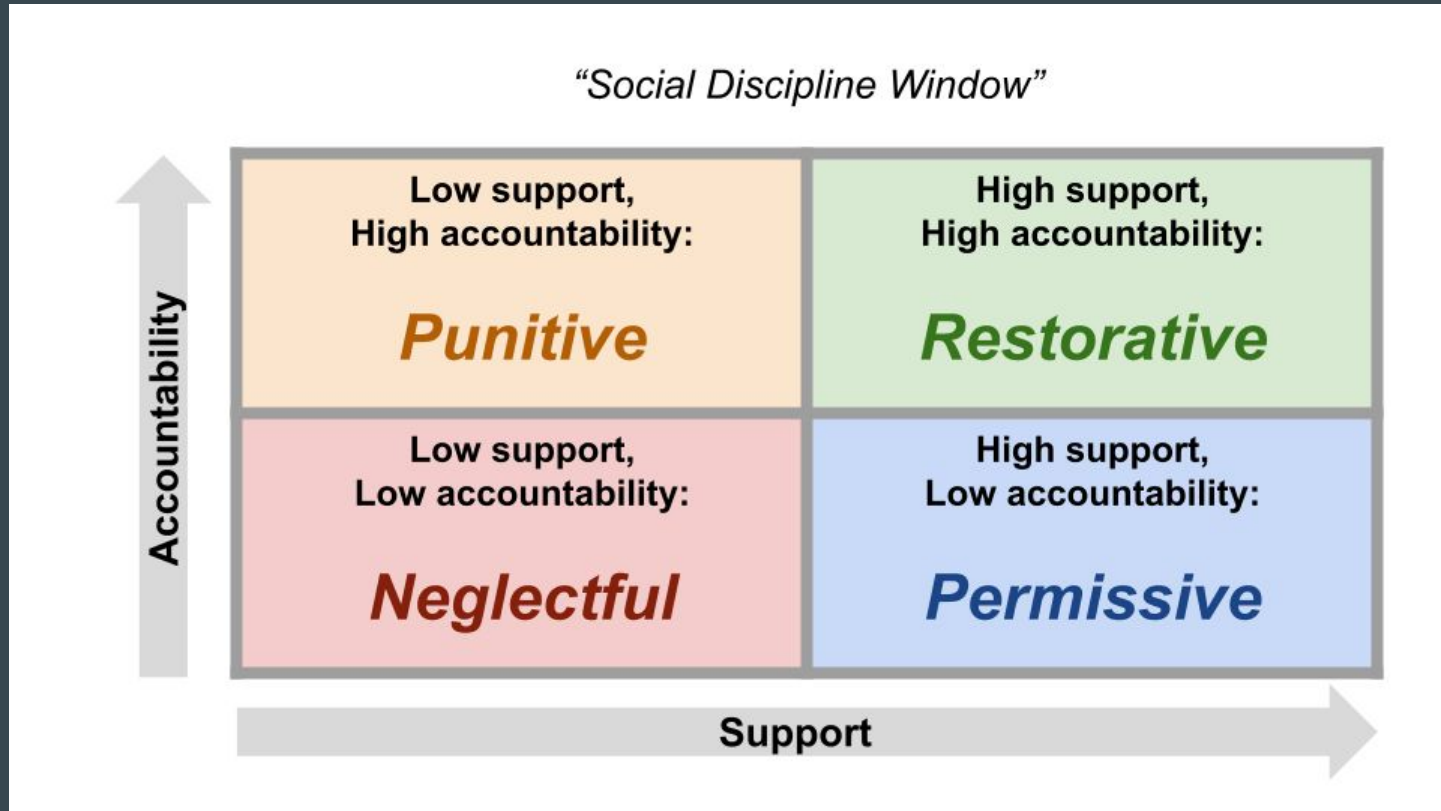 “Social Discipline Window”
Low support,
High accountability:
Punitive
High support,
High accountability:
Restorative
Accountability
Low support,
Low accountability:
Neglectful
High support,
Low accountability:
Permissive
Support